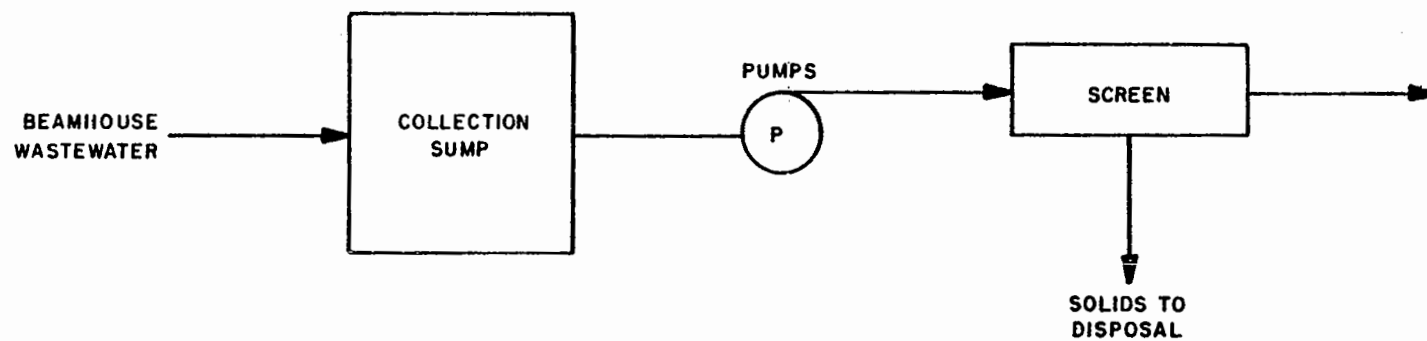 BEAMHOUSE
WASTEWATER
COLLECTION
SUMP
PUMPS
P
SCREEN
SOLIDS TO
DISPOSAL